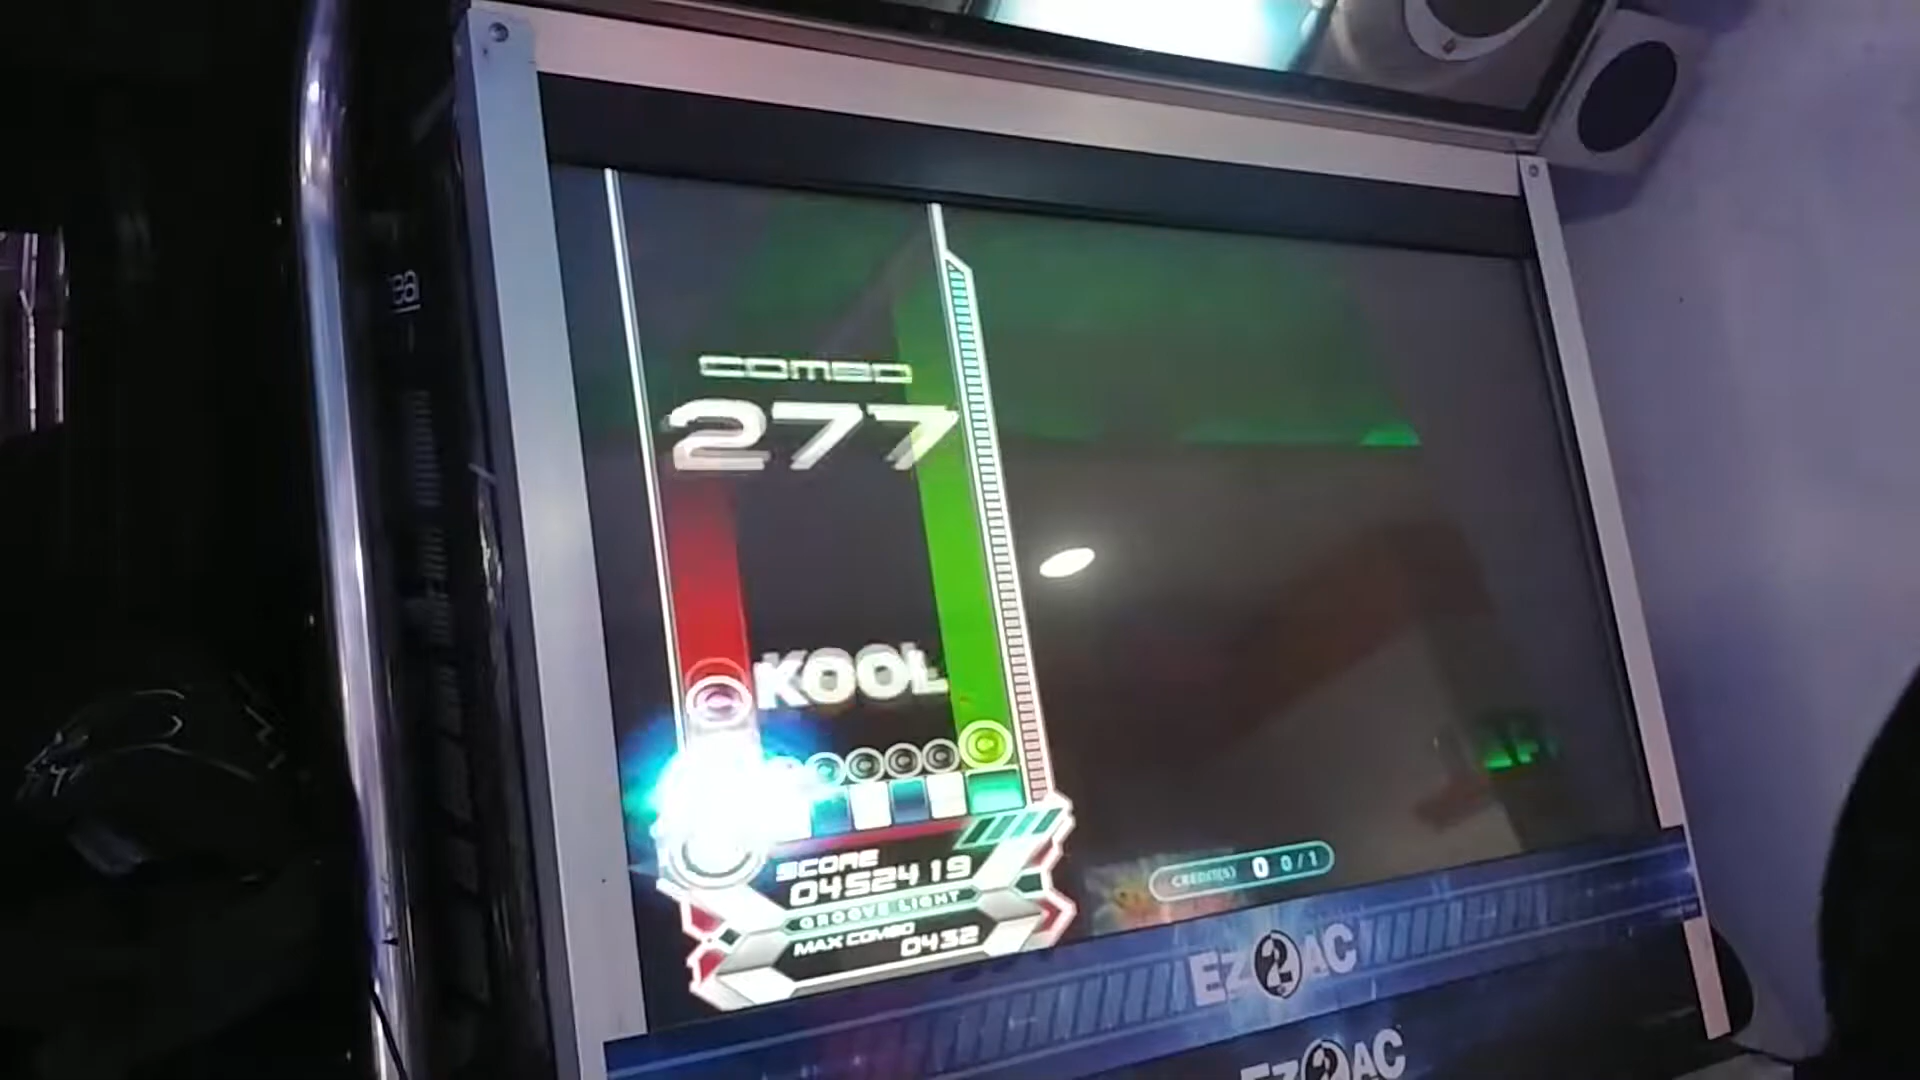 COMBO
277
KOOL
SCORE
0452419
GROOVE LIGHT
MAX COMBO
0432
CREDIT(S) 0 0/1
EZ2AC
EZ2AC